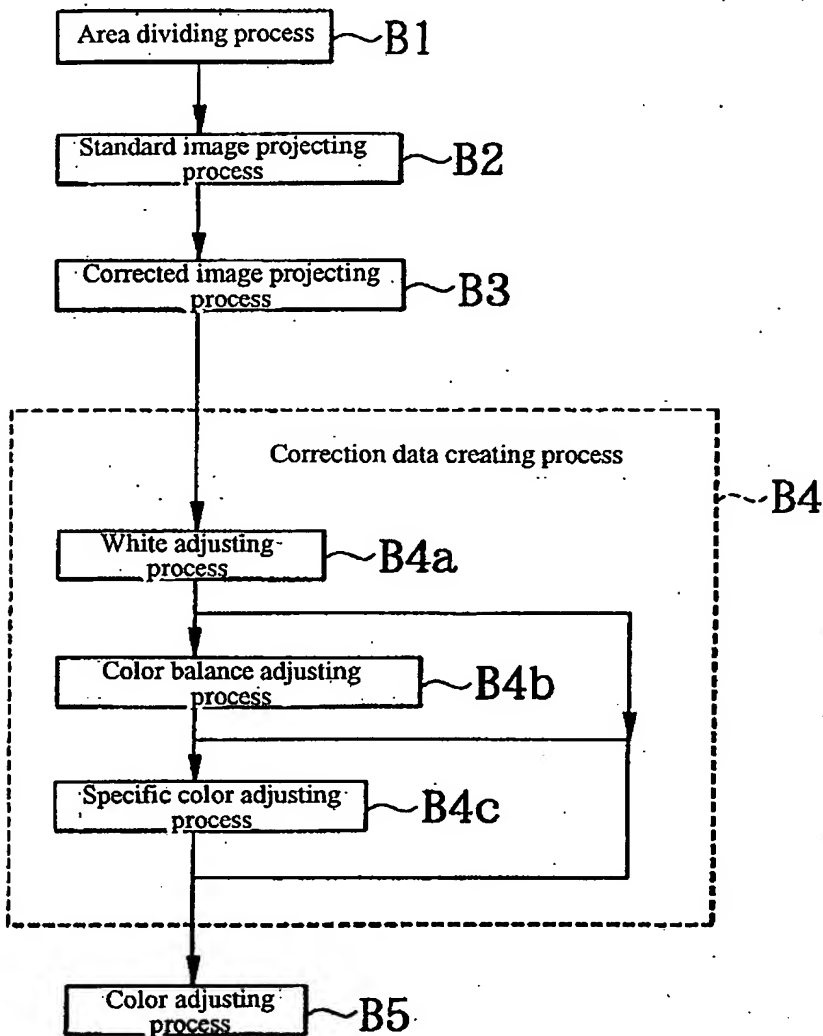 Area dividing process
B1
Standard image projecting
process
B2
Corrected image projecting
process
B3
Correction data creating process
B4
White adjusting
process
B4a
Color balance adjusting
process
B4b
Specific color adjusting
process
B4c
Color adjusting
process
B5